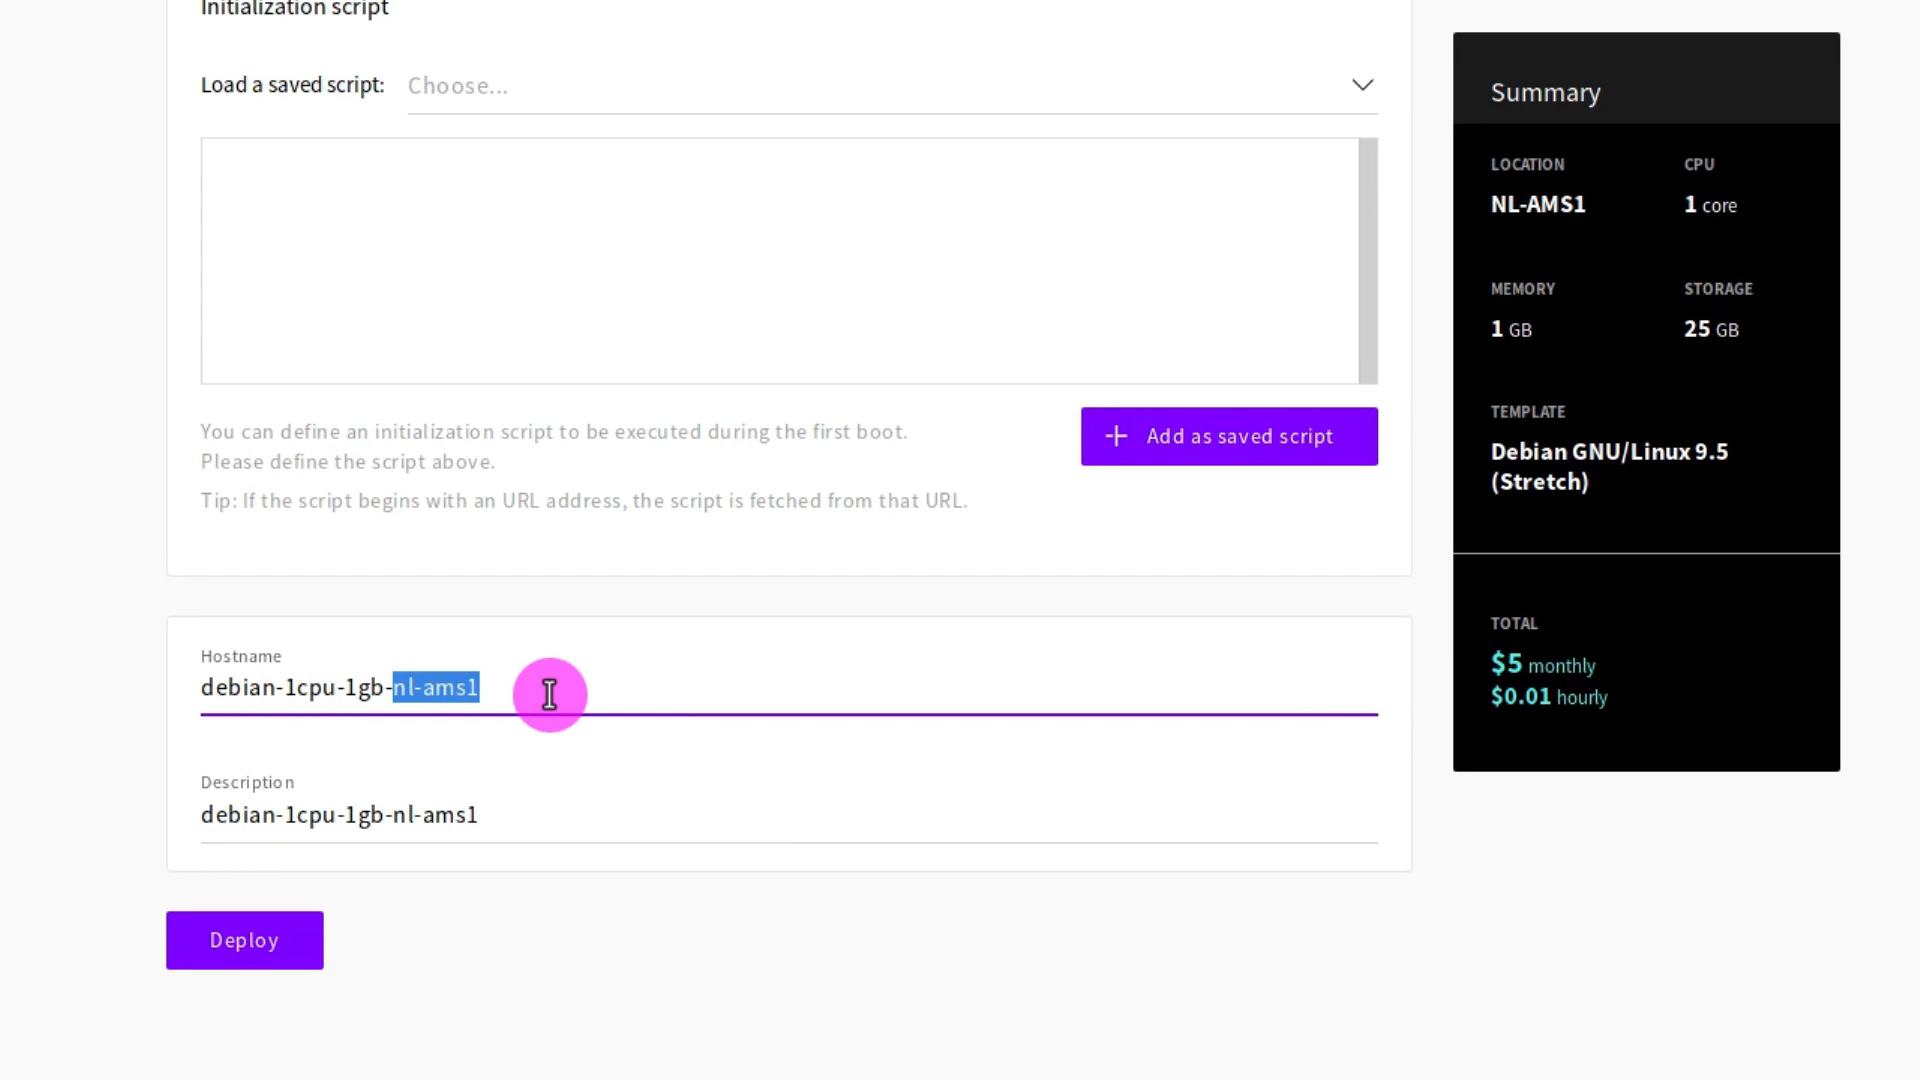 Initialization script
Load a saved script: Choose...
You can define an initialization script to be executed during the first boot.
Please define the script above.
Tip: If the script begins with an URL address, the script is fetched from that URL.
Add as saved script
Hostname
debian-1cpu-1gb-nl-ams1
Description
debian-1cpu-1gb-nl-ams1
Deploy
Summary
LOCATION CPU
NL-AMS1 1 core
MEMORY STORAGE
1 GB 25 GB
TEMPLATE
Debian GNU/Linux 9.5
(Stretch)
TOTAL
$5 monthly
$0.01 hourly